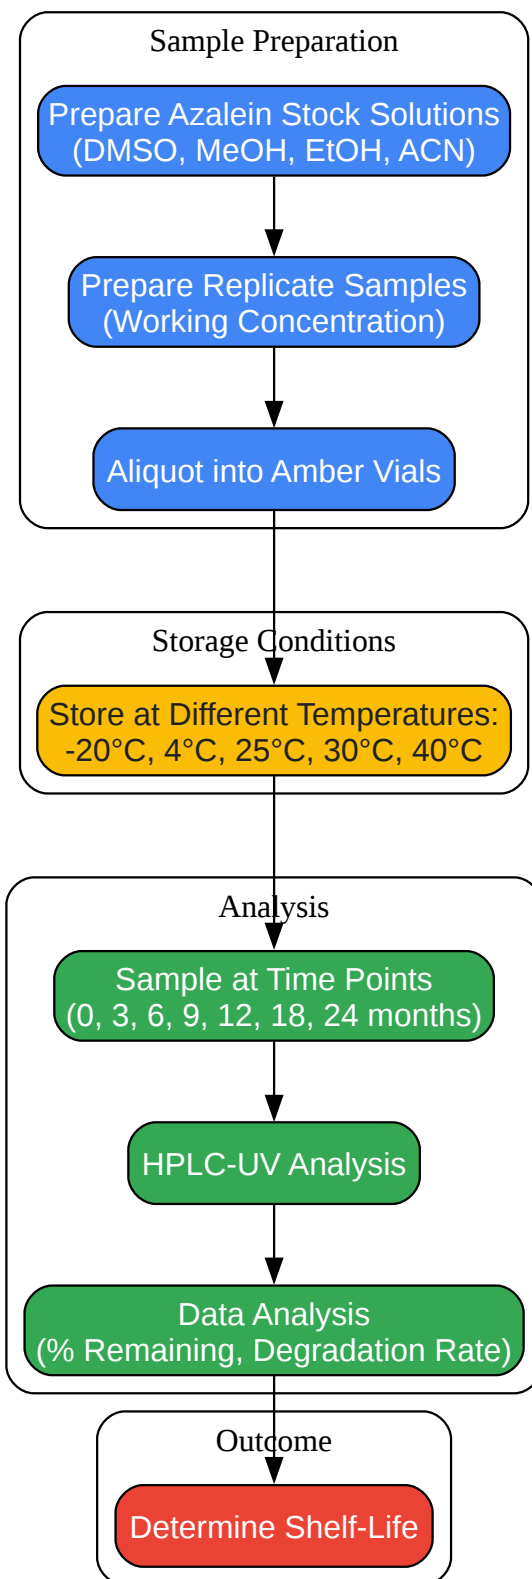 Sample Preparation
Prepare Azalein Stock Solutions
(DMSO, MeOH, EtOH, ACN)
Prepare Replicate Samples
(Working Concentration)
Aliquot into Amber Vials
Storage Conditions
Store at Different Temperatures:
-20°C, 4°C, 25°C, 30°C, 40°C
Analysis
Sample at Time Points
(0, 3, 6, 9, 12, 18, 24 months)
HPLC-UV Analysis
Data Analysis
(% Remaining, Degradation Rate)
Outcome
Determine Shelf-Life